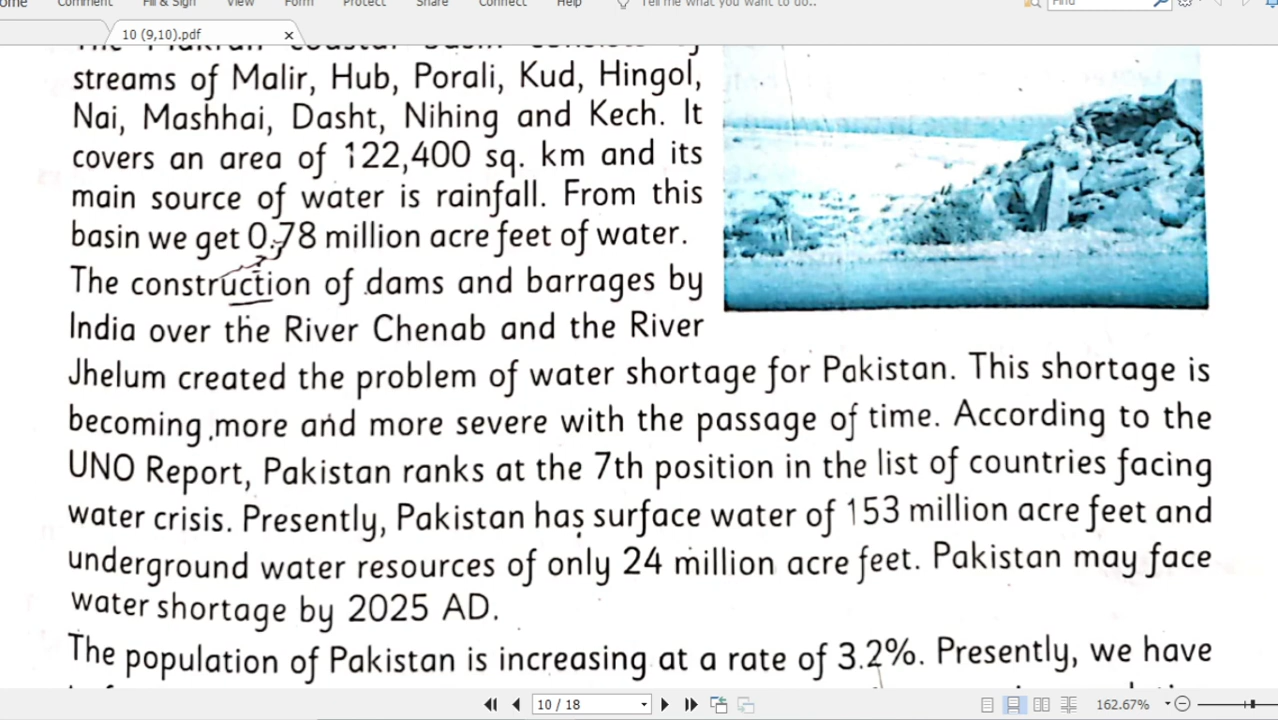 Comment Fill & Sign View Form Protect Share Connect Help Tell me what you want to do.. Find
10 (9,10).pdf
The Makran coastal basin consists of
streams of Malir, Hub, Porali, Kud, Hingol,
Nai, Mashhai, Dasht, Nihing and Kech. It
covers an area of 122,400 sq. km and its
main source of water is rainfall. From this
basin we get 0.78 million acre feet of water.
The construction of dams and barrages by
India over the River Chenab and the River
Jhelum created the problem of water shortage for Pakistan. This shortage is
becoming more and more severe with the passage of time. According to the
UNO Report, Pakistan ranks at the 7th position in the list of countries facing
water crisis. Presently, Pakistan has surface water of 153 million acre feet and
underground water resources of only 24 million acre feet. Pakistan may face
water shortage by 2025 AD.
The population of Pakistan is increasing at a rate of 3.2%. Presently, we have
10 / 18 162.67%